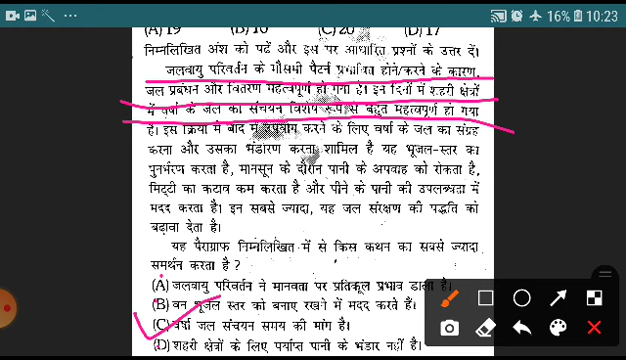 16% 10:23
(A) 19 (B) 16 (C) 20 (D) 17
निम्नलिखित अंश को पढें और इस पर आधारित प्रश्नों के उत्तर दें।
जलवायु परिवर्तन के मौसमी पैटर्न प्रभावित होने/करने के कारण
जल प्रबंधन और वितरण महत्वपूर्ण हो गया है। इन दिनों में शहरी क्षेत्रों
में वर्षा के जल का संचयन विशेष रूप से बहुत महत्वपूर्ण हो गया
है। इस क्रिया में बाद में उपयोग करने के लिए वर्षा के जल का संग्रह
करना और उसका भंडारण करना शामिल है यह भूजल-स्तर का
पुनर्भरण करता है, मानसून के दौरान पानी के अपवाह को रोकता है,
मिट्टी का कटाव कम करता है और पीने के पानी की उपलब्धता में
मदद करता है। इन सबसे ज्यादा, यह जल संरक्षण की पद्धति को
बढ़ावा देता है।
यह पैराग्राफ निम्नलिखित में से किस कथन का सबसे ज्यादा
समर्थन करता है ?
(A) जलवायु परिवर्तन ने मानवता पर प्रतिकूल प्रभाव डाला है।
(B) वन भूजल स्तर को बनाए रखने में मदद करते हैं।
(C) वर्षा जल संचयन समय की मांग है।
(D) शहरी क्षेत्रों के लिए पर्याप्त पानी के भंडार नहीं है।